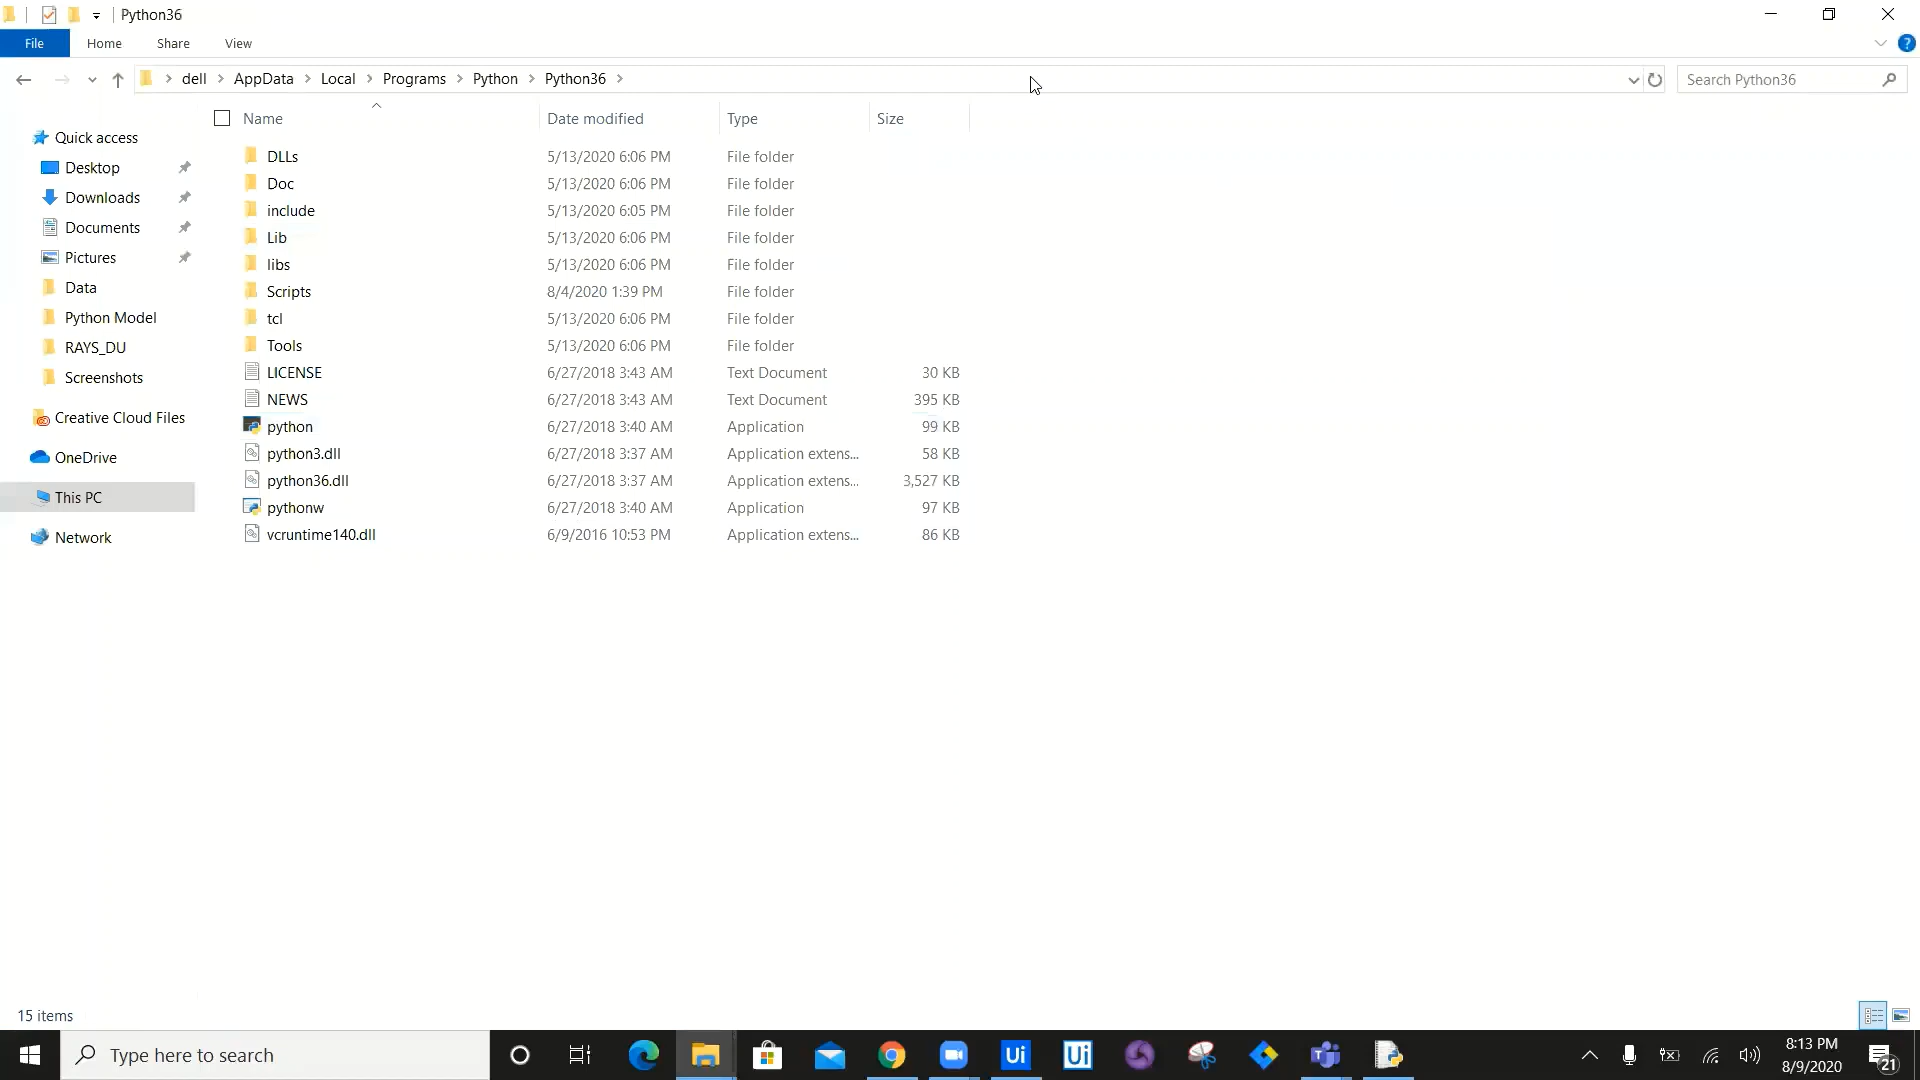 Python36
File Home Share View
dell AppData Local Programs Python Python36 Search Python36
Name Date modified Type Size
Quick access
Desktop
Downloads
Documents
Pictures
Data
Python Model
RAYS_DU
Screenshots
Creative Cloud Files
OneDrive
This PC
Network
DLLs 5/13/2020 6:06 PM File folder
Doc 5/13/2020 6:06 PM File folder
include 5/13/2020 6:05 PM File folder
Lib 5/13/2020 6:06 PM File folder
libs 5/13/2020 6:06 PM File folder
Scripts 8/4/2020 1:39 PM File folder
tcl 5/13/2020 6:06 PM File folder
Tools 5/13/2020 6:06 PM File folder
LICENSE 6/27/2018 3:43 AM Text Document 30 KB
NEWS 6/27/2018 3:43 AM Text Document 395 KB
python 6/27/2018 3:40 AM Application 99 KB
python3.dll 6/27/2018 3:37 AM Application extens... 58 KB
python36.dll 6/27/2018 3:37 AM Application extens... 3,527 KB
pythonw 6/27/2018 3:40 AM Application 97 KB
vcruntime140.dll 6/9/2016 10:53 PM Application extens... 86 KB
15 items
Type here to search Ui Ui 8:13 PM
8/9/2020 21